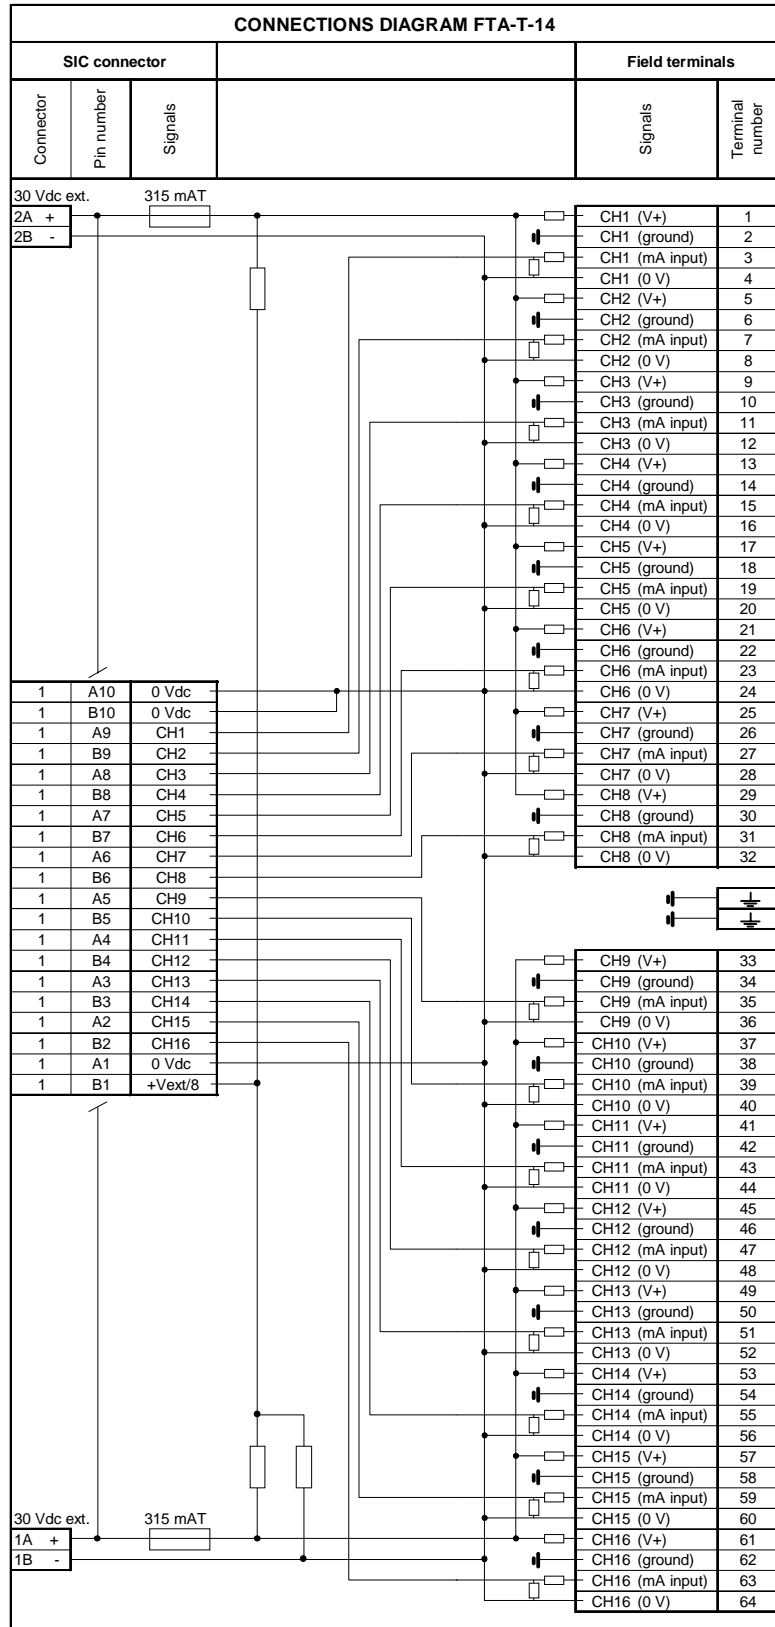 CONNECTIONS DIAGRAM FTA-T-14
SIC connector Field terminals
Connector Pin number Signals Signals Terminal number
30 Vdc ext. 315 mAT
2A +
2B -
CH1 (V+) 1
CH1 (ground) 2
CH1 (mA input) 3
CH1 (0 V) 4
CH2 (V+) 5
CH2 (ground) 6
CH2 (mA input) 7
CH2 (0 V) 8
CH3 (V+) 9
CH3 (ground) 10
CH3 (mA input) 11
CH3 (0 V) 12
CH4 (V+) 13
CH4 (ground) 14
CH4 (mA input) 15
CH4 (0 V) 16
CH5 (V+) 17
CH5 (ground) 18
CH5 (mA input) 19
CH5 (0 V) 20
CH6 (V+) 21
CH6 (ground) 22
CH6 (mA input) 23
CH6 (0 V) 24
CH7 (V+) 25
CH7 (ground) 26
CH7 (mA input) 27
CH7 (0 V) 28
CH8 (V+) 29
CH8 (ground) 30
CH8 (mA input) 31
CH8 (0 V) 32
1 A10 0 Vdc
1 B10 0 Vdc
1 A9 CH1
1 B9 CH2
1 A8 CH3
1 B8 CH4
1 A7 CH5
1 B7 CH6
1 A6 CH7
1 B6 CH8
1 A5 CH9
1 B5 CH10
1 A4 CH11
1 B4 CH12
1 A3 CH13
1 B3 CH14
1 A2 CH15
1 B2 CH16
1 A1 0 Vdc
1 B1 +Vext/8
CH9 (V+) 33
CH9 (ground) 34
CH9 (mA input) 35
CH9 (0 V) 36
CH10 (V+) 37
CH10 (ground) 38
CH10 (mA input) 39
CH10 (0 V) 40
CH11 (V+) 41
CH11 (ground) 42
CH11 (mA input) 43
CH11 (0 V) 44
CH12 (V+) 45
CH12 (ground) 46
CH12 (mA input) 47
CH12 (0 V) 48
CH13 (V+) 49
CH13 (ground) 50
CH13 (mA input) 51
CH13 (0 V) 52
CH14 (V+) 53
CH14 (ground) 54
CH14 (mA input) 55
CH14 (0 V) 56
CH15 (V+) 57
CH15 (ground) 58
CH15 (mA input) 59
CH15 (0 V) 60
CH16 (V+) 61
CH16 (ground) 62
CH16 (mA input) 63
CH16 (0 V) 64
30 Vdc ext. 315 mAT
1A +
1B -